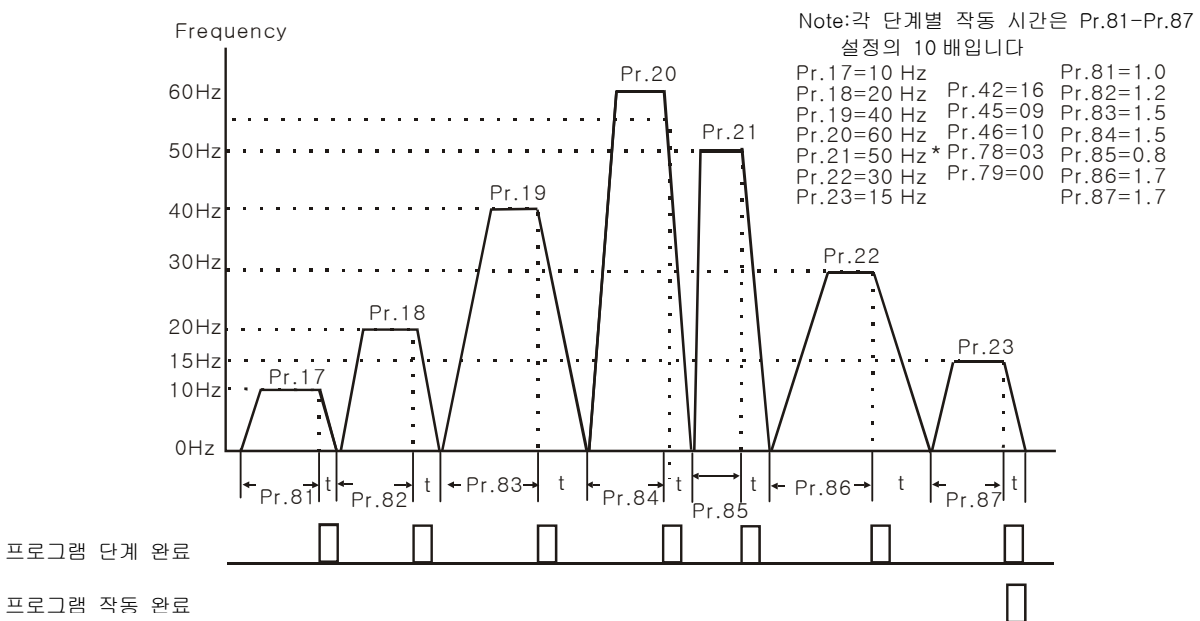 Frequency
Note:각 단계별 작동 시간은 Pr.81-Pr.87
설정의 10 배입니다
Pr.17=10 Hz
Pr.18=20 Hz
Pr.19=40 Hz
Pr.20=60 Hz
Pr.21=50 Hz*
Pr.22=30 Hz
Pr.23=15 Hz
Pr.42=16
Pr.45=09
Pr.46=10
Pr.78=03
Pr.79=00
Pr.81=1.0
Pr.82=1.2
Pr.83=1.5
Pr.84=1.5
Pr.85=0.8
Pr.86=1.7
Pr.87=1.7
60Hz
50Hz
40Hz
30Hz
20Hz
15Hz
10Hz
0Hz
Pr.17
Pr.18
Pr.19
Pr.20
Pr.21
Pr.22
Pr.23
Pr.81 t Pr.82 t Pr.83 t Pr.84 t Pr.85 t Pr.86 t Pr.87 t
프로그램 단계 완료
프로그램 작동 완료